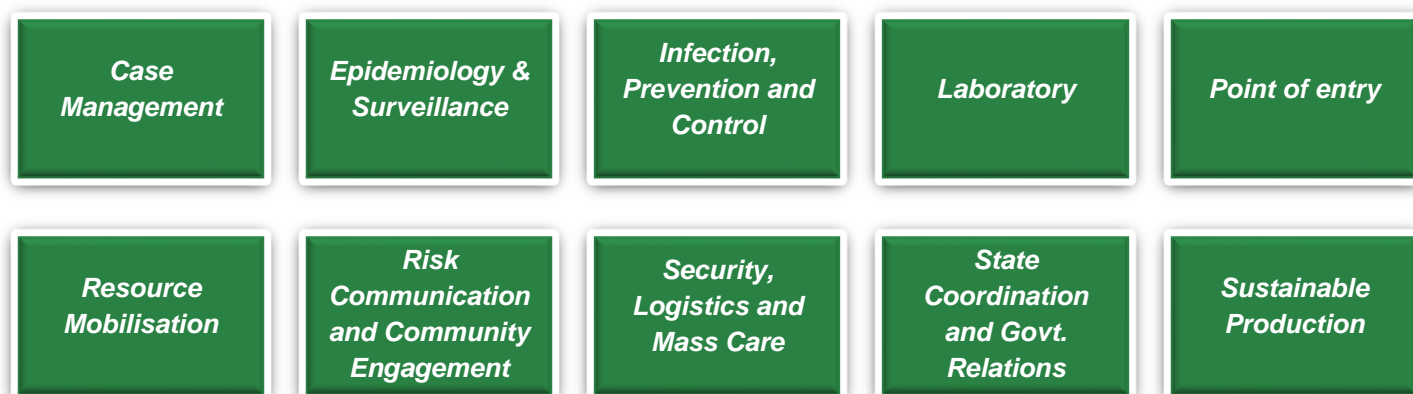 Case
Management
Epidemiology &
Surveillance
Infection,
Prevention and
Control
Laboratory
Point of entry
Resource
Mobilisation
Risk
Communication
and Community
Engagement
Security,
Logistics and
Mass Care
State
Coordination
and Govt.
Relations
Sustainable
Production